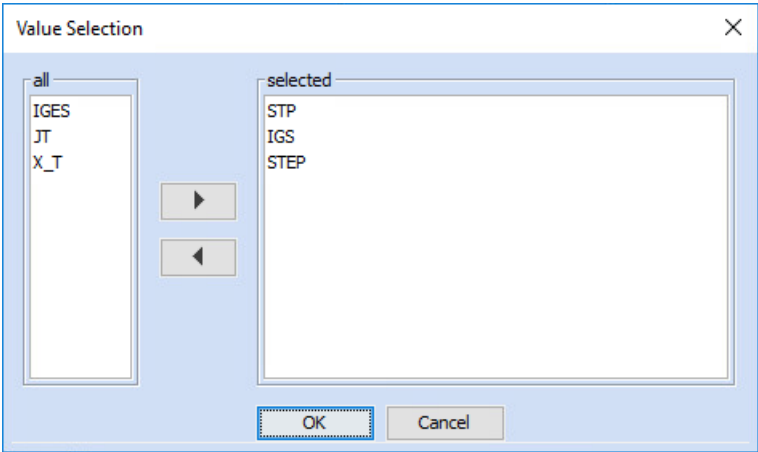 Value Selection
all
IGES
JT
X_T
selected
STP
IGS
STEP
OK
Cancel